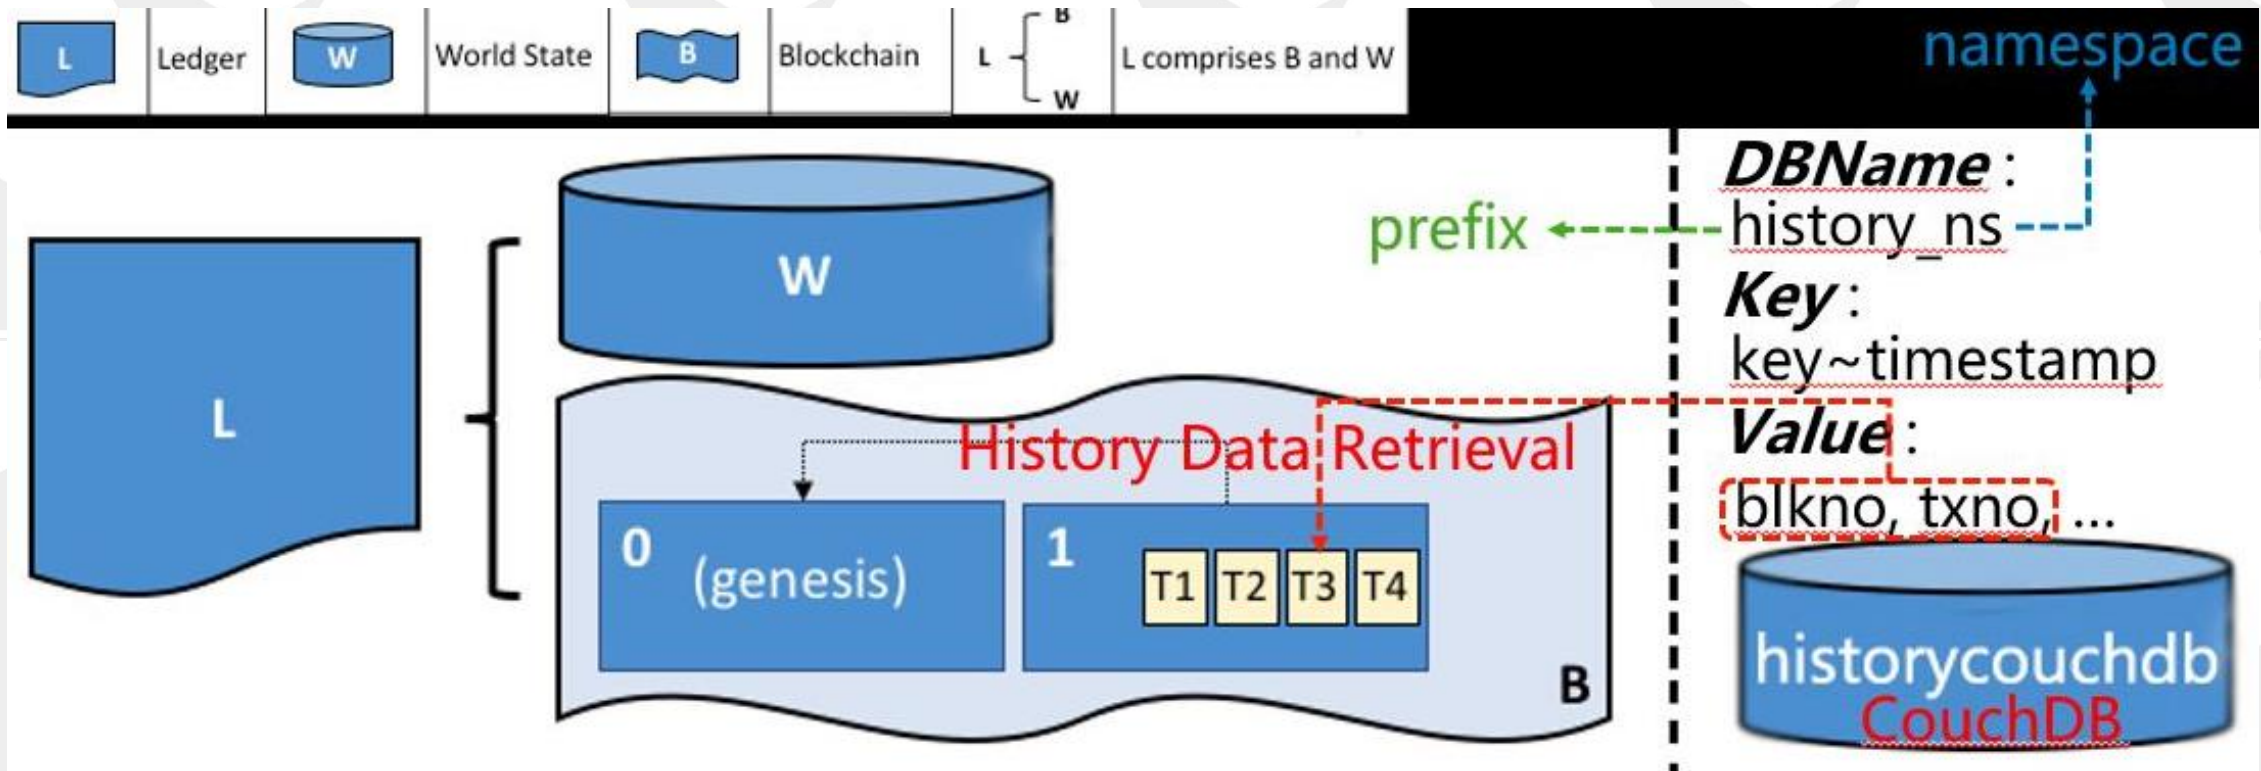 B
L Ledger W World State B Blockchain L L comprises B and W
W
namespace
DBName :
prefix history_ns
Key :
key~timestamp
Value :
blkno, txno, ...
W
L
History Data Retrieval
0 (genesis)
1
T1 T2 T3 T4
B
historycouchdb
CouchDB